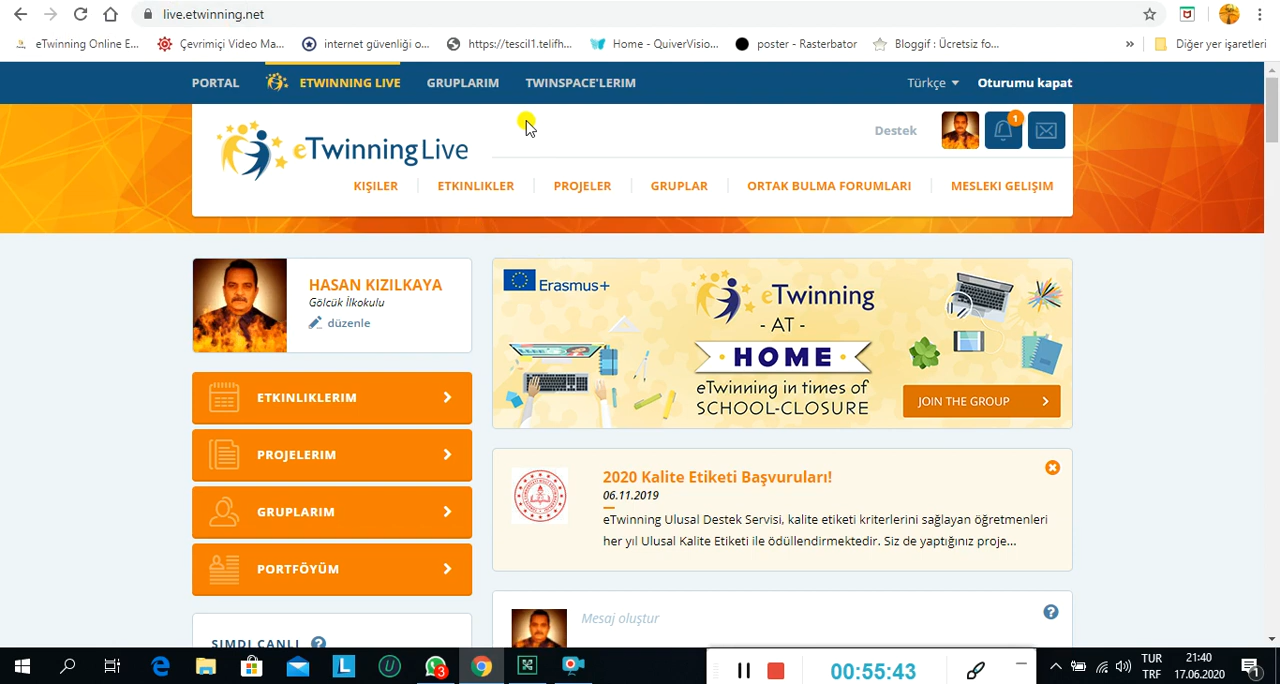 live.etwinning.net
eTwinning Online E...
Çevrimiçi Video Ma...
internet güvenliği o...
https://tescil1.telifh...
Home - QuiverVisio...
poster - Rasterbator
Bloggif : Ücretsiz fo...
»
Diğer yer işaretleri
PORTAL
ETWINNING LIVE
GRUPLARIM
TWINSPACE'LERIM
Türkçe
Oturumu kapat
eTwinning Live
Destek
1
KIŞILER
ETKINLIKLER
PROJELER
GRUPLAR
ORTAK BULMA FORUMLARI
MESLEKI GELIŞIM
HASAN KIZILKAYA
Gölcük İlkokulu
düzenle
ETKINLIKLERIM
PROJELERIM
GRUPLARIM
PORTFÖYÜM
SIMDI CANLI ?
Erasmus+
eTwinning
- AT -
HOME
eTwinning in times of
SCHOOL-CLOSURE
JOIN THE GROUP
2020 Kalite Etiketi Başvuruları!
06.11.2019
eTwinning Ulusal Destek Servisi, kalite etiketi kriterlerini sağlayan öğretmenleri
her yıl Ulusal Kalite Etiketi ile ödüllendirmektedir. Siz de yaptığınız proje...
Mesaj oluştur
?
L
U
3
00:55:43
TUR
TRF
21:40
17.06.2020
1